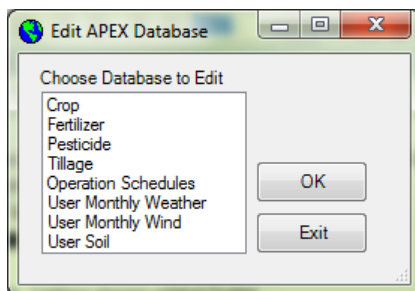 Edit APEX Database
Choose Database to Edit
Crop
Fertilizer
Pesticide
Tillage
Operation Schedules
User Monthly Weather
User Monthly Wind
User Soil
OK
Exit